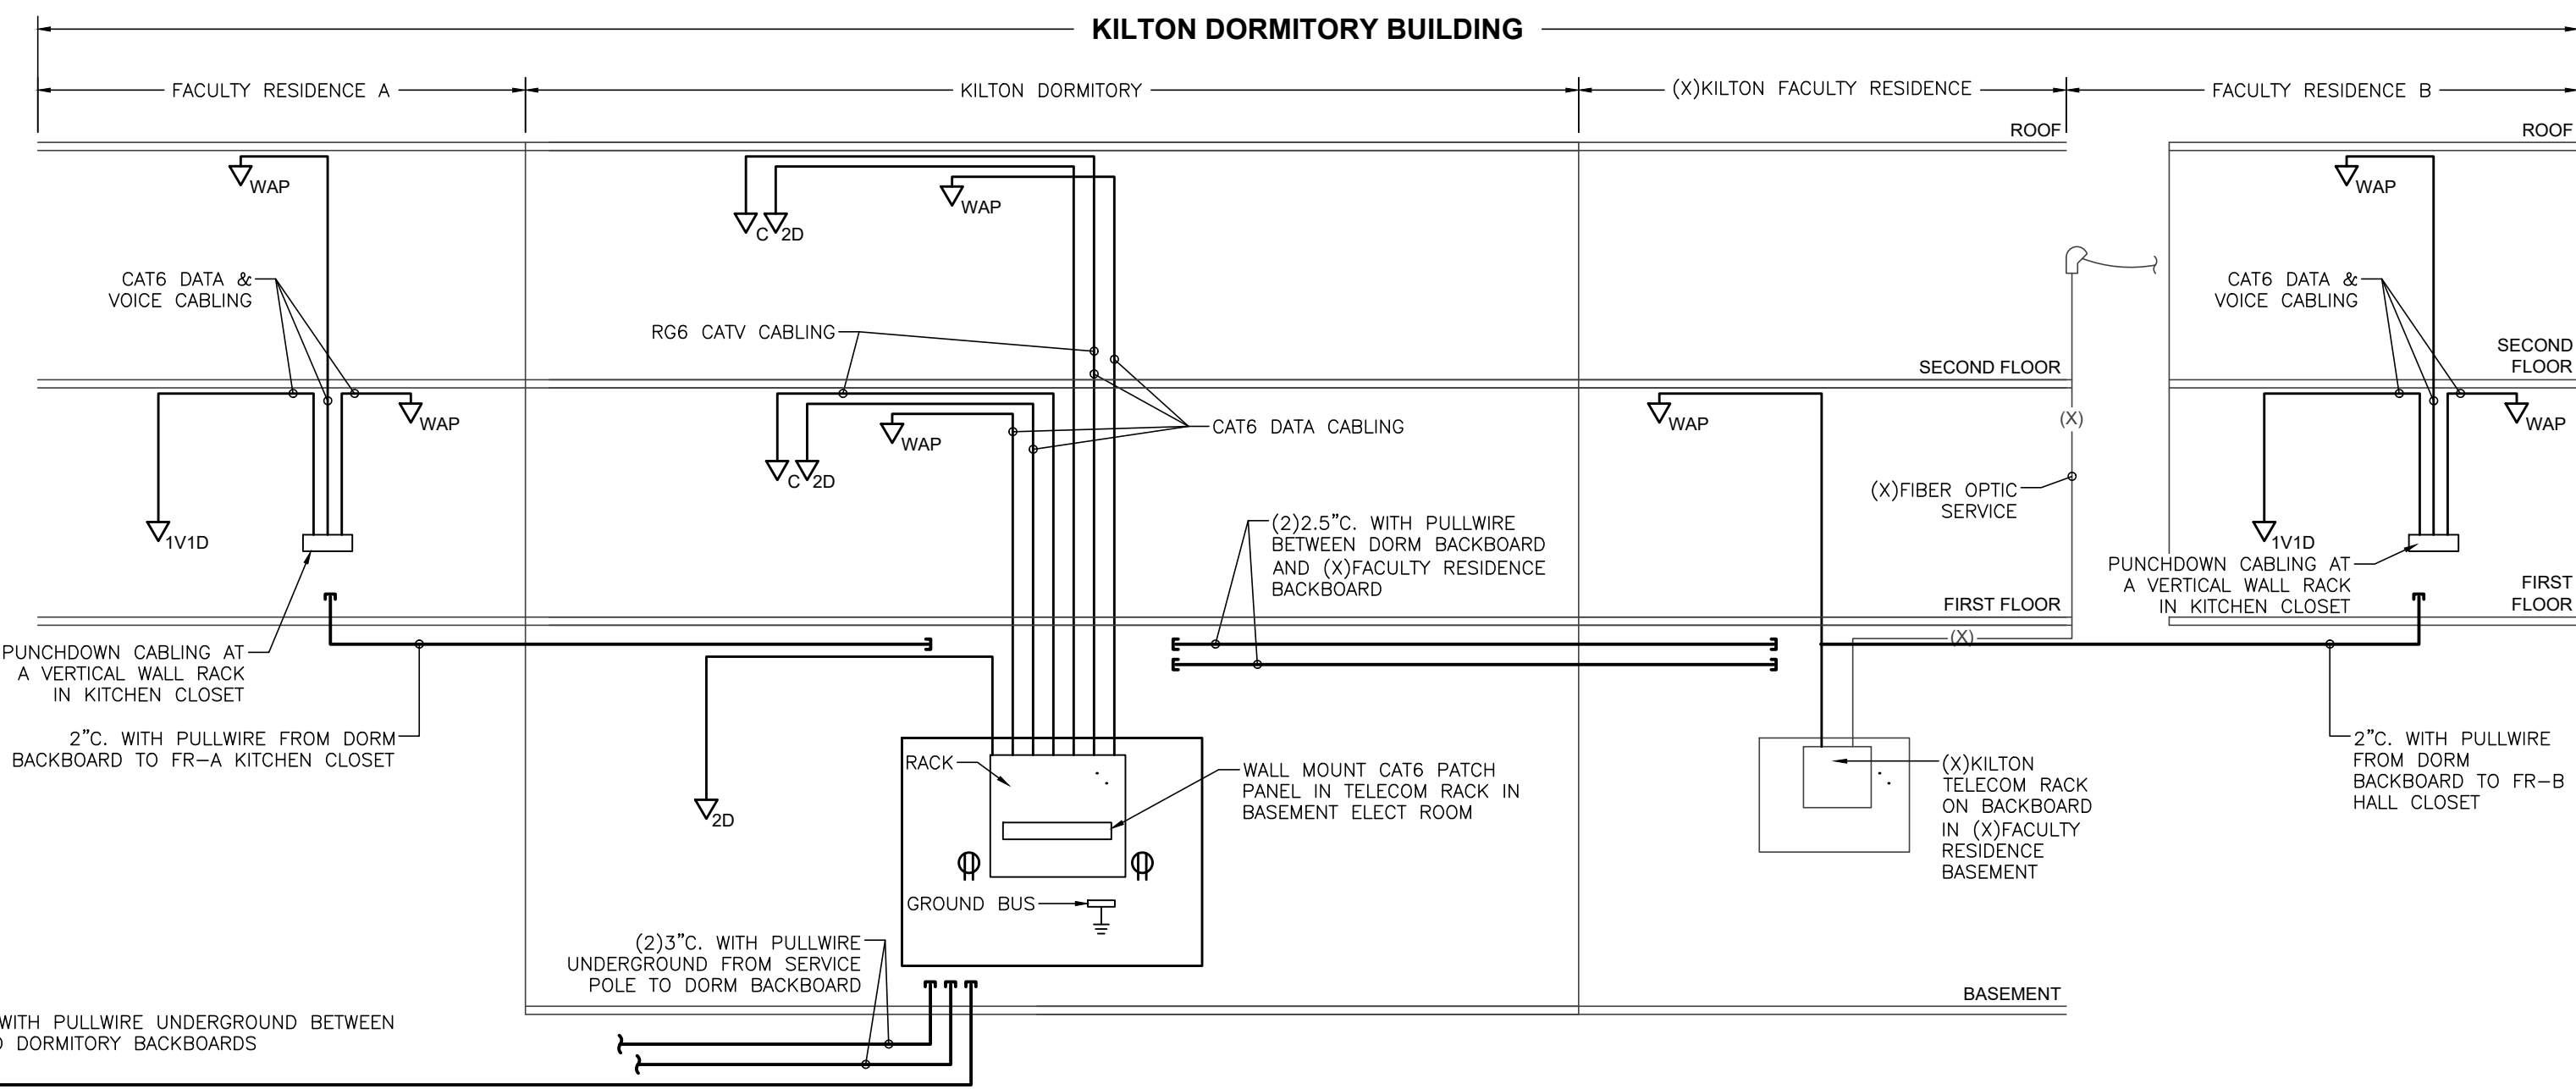 KILTON DORMITORY BUILDING
FACULTY RESIDENCE A
KILTON DORMITORY
(X)KILTON FACULTY RESIDENCE
FACULTY RESIDENCE B
ROOF
ROOF
WAP
C
2D
WAP
WAP
CAT6 DATA &
VOICE CABLING
RG6 CATV CABLING
CAT6 DATA &
VOICE CABLING
SECOND FLOOR
SECOND
FLOOR
WAP
1V1D
C
2D
WAP
CAT6 DATA CABLING
WAP
(X)
(X)FIBER OPTIC
SERVICE
WAP
1V1D
(2)2.5”C. WITH PULLWIRE
BETWEEN DORM BACKBOARD
AND (X)FACULTY RESIDENCE
BACKBOARD
PUNCHDOWN CABLING AT
A VERTICAL WALL RACK
IN KITCHEN CLOSET
FIRST FLOOR
FIRST
FLOOR
(X)
PUNCHDOWN CABLING AT
A VERTICAL WALL RACK
IN KITCHEN CLOSET
2”C. WITH PULLWIRE FROM DORM
BACKBOARD TO FR–A KITCHEN CLOSET
2D
RACK
WALL MOUNT CAT6 PATCH
PANEL IN TELECOM RACK IN
BASEMENT ELECT ROOM
GROUND BUS
(X)KILTON
TELECOM RACK
ON BACKBOARD
IN (X)FACULTY
RESIDENCE
BASEMENT
2”C. WITH PULLWIRE
FROM DORM
BACKBOARD TO FR–B
HALL CLOSET
(2)3”C. WITH PULLWIRE
UNDERGROUND FROM SERVICE
POLE TO DORM BACKBOARD
BASEMENT
WITH PULLWIRE UNDERGROUND BETWEEN
DORMITORY BACKBOARDS